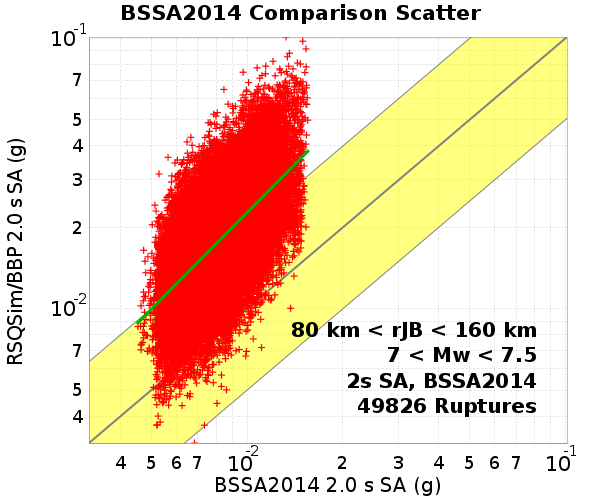 BSSA2014 Comparison Scatter
10-1
7
5
4
3
2
10-2
7
5
4
RSQSim/BBP 2.0 s SA (g)
80 km < rJB < 160 km
7 < Mw < 7.5
2s SA, BSSA2014
49826 Ruptures
4 5 6 7 10-2 2 3 4 5 6 7 10-1
BSSA2014 2.0 s SA (g)